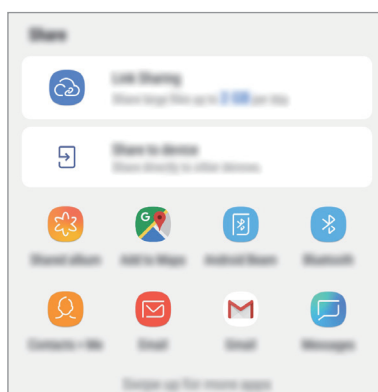 Share
Link Sharing
Share large files up to 2 GB per day.
Share to device
Share directly to other devices.
Shared album
Add to Maps
Android Beam
Bluetooth
Contacts > Me
Email
Gmail
Messages
Swipe up for more apps